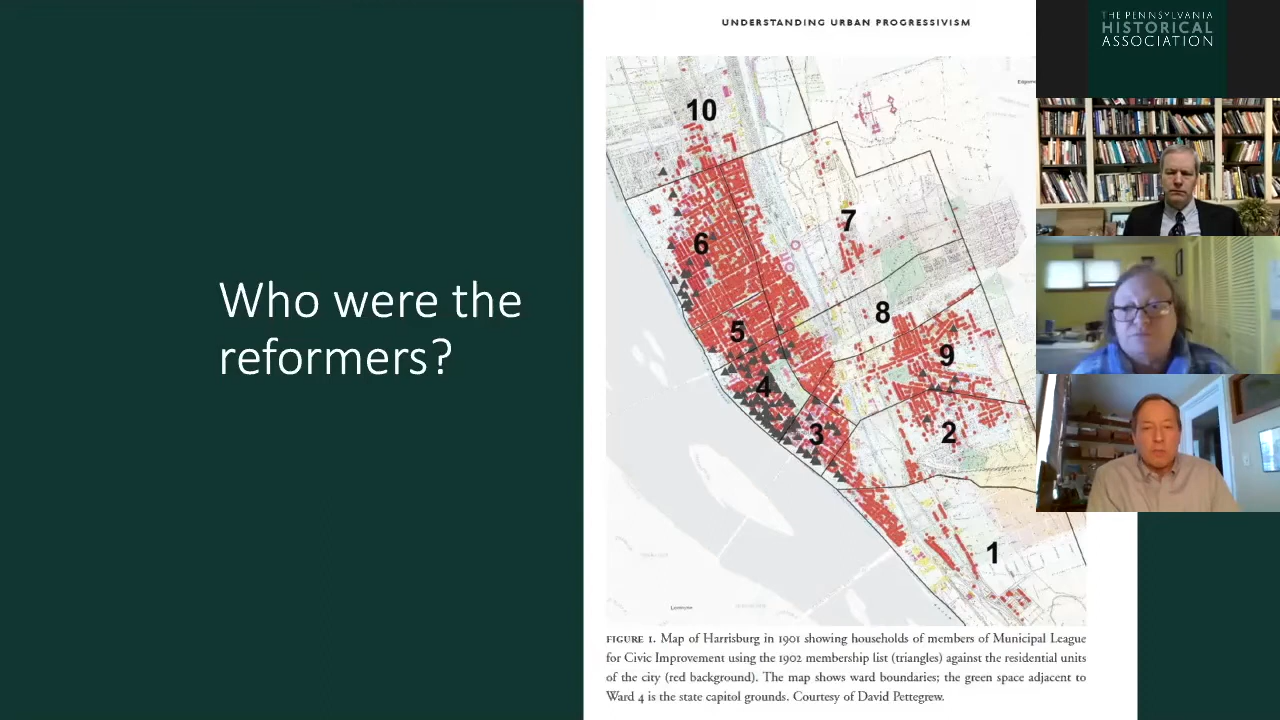 Who were the
reformers?
UNDERSTANDING URBAN PROGRESSIVISM
10
7
6
8
5
9
4
3
2
1
FIGURE 1. Map of Harrisburg in 1901 showing households of members of Municipal League
for Civic Improvement using the 1902 membership list (triangles) against the residential units
of the city (red background). The map shows ward boundaries; the green space adjacent to
Ward 4 is the state capitol grounds. Courtesy of David Pettegrew.
THE PENNSYLVANIA
HISTORICAL
ASSOCIATION